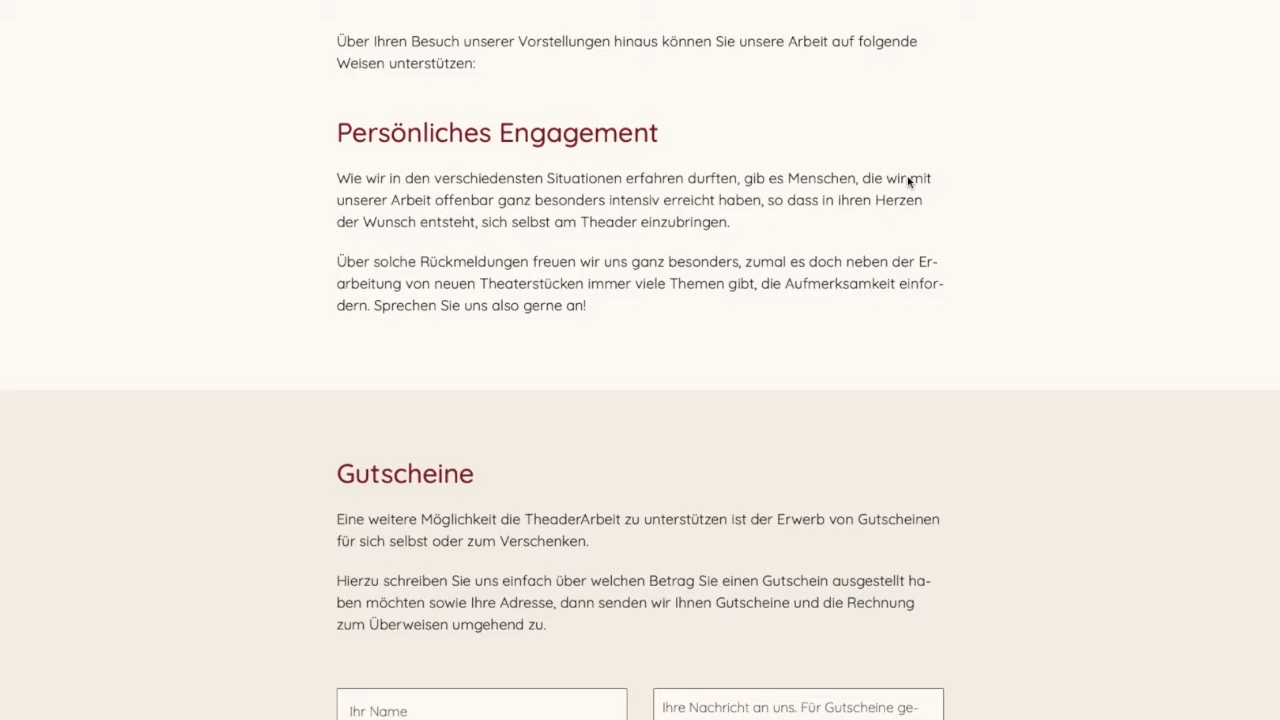 Über Ihren Besuch unserer Vorstellungen hinaus können Sie unsere Arbeit auf folgende
Weisen unterstützen:
Persönliches Engagement
Wie wir in den verschiedensten Situationen erfahren durften, gib es Menschen, die wir mit
unserer Arbeit offenbar ganz besonders intensiv erreicht haben, so dass in ihren Herzen
der Wunsch entsteht, sich selbst am Theader einzubringen.
Über solche Rückmeldungen freuen wir uns ganz besonders, zumal es doch neben der Er-
arbeitung von neuen Theaterstücken immer viele Themen gibt, die Aufmerksamkeit einfor-
dern. Sprechen Sie uns also gerne an!
Gutscheine
Eine weitere Möglichkeit die TheaderArbeit zu unterstützen ist der Erwerb von Gutscheinen
für sich selbst oder zum Verschenken.
Hierzu schreiben Sie uns einfach über welchen Betrag Sie einen Gutschein ausgestellt ha-
ben möchten sowie Ihre Adresse, dann senden wir Ihnen Gutscheine und die Rechnung
zum Überweisen umgehend zu.
Ihr Name
Ihre Nachricht an uns. Für Gutscheine ge-